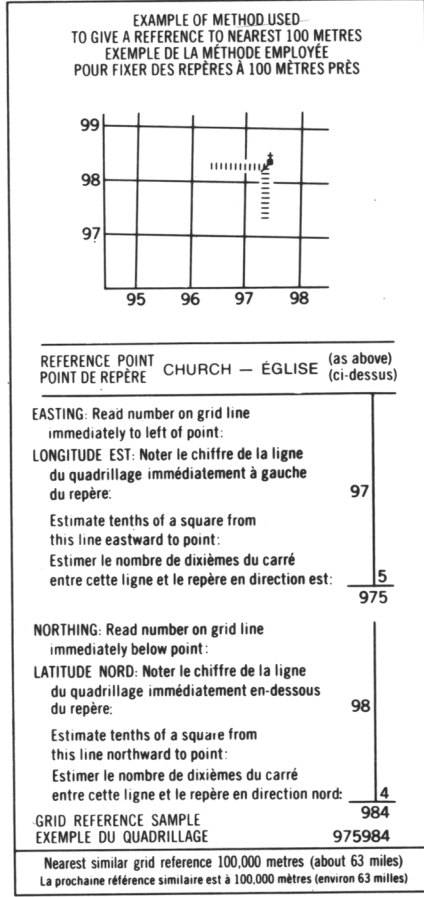 EXAMPLE OF METHOD USED
TO GIVE A REFERENCE TO NEAREST 100 METRES
EXEMPLE DE LA MÉTHODE EMPLOYÉE
POUR FIXER DES REPÈRES À 100 MÈTRES PRÈS
99
98
97
95 96 97 98
REFERENCE POINT
POINT DE REPÈRE
CHURCH – ÉGLISE
(as above)
(ci-dessus)
EASTING: Read number on grid line
immediately to left of point:
LONGITUDE EST: Noter le chiffre de la ligne
du quadrillage immédiatement à gauche
du repère: 97
Estimate tenths of a square from
this line eastward to point:
Estimer le nombre de dixièmes du carré
entre cette ligne et le repère en direction est: 5
975
NORTHING: Read number on grid line
immediately below point:
LATITUDE NORD: Noter le chiffre de la ligne
du quadrillage immédiatement en-dessous
du repère: 98
Estimate tenths of a square from
this line northward to point:
Estimer le nombre de dixièmes du carré
entre cette ligne et le repère en direction nord: 4
984
GRID REFERENCE SAMPLE
EXEMPLE DU QUADRILLAGE 975984
Nearest similar grid reference 100,000 metres (about 63 miles)
La prochaine référence similaire est à 100,000 mètres (environ 63 milles)